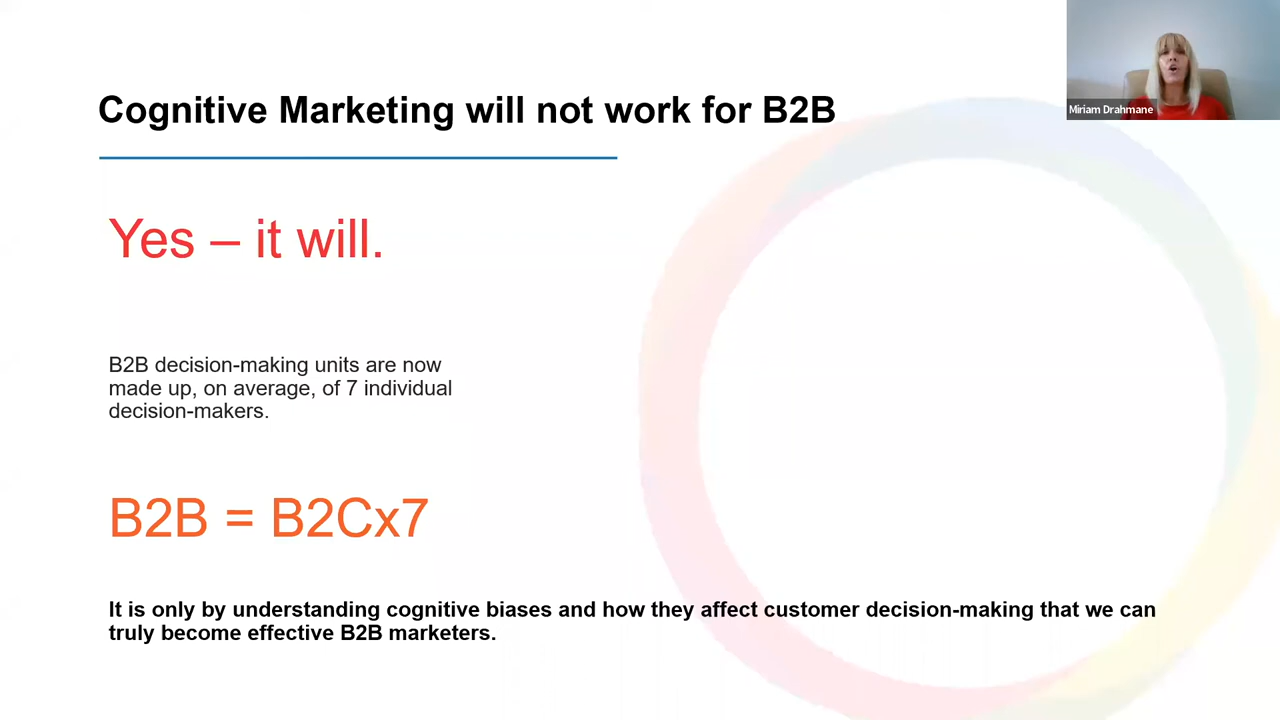 Cognitive Marketing will not work for B2B
Miriam Drahmane
Yes – it will.
B2B decision-making units are now
made up, on average, of 7 individual
decision-makers.
B2B = B2Cx7
It is only by understanding cognitive biases and how they affect customer decision-making that we can
truly become effective B2B marketers.